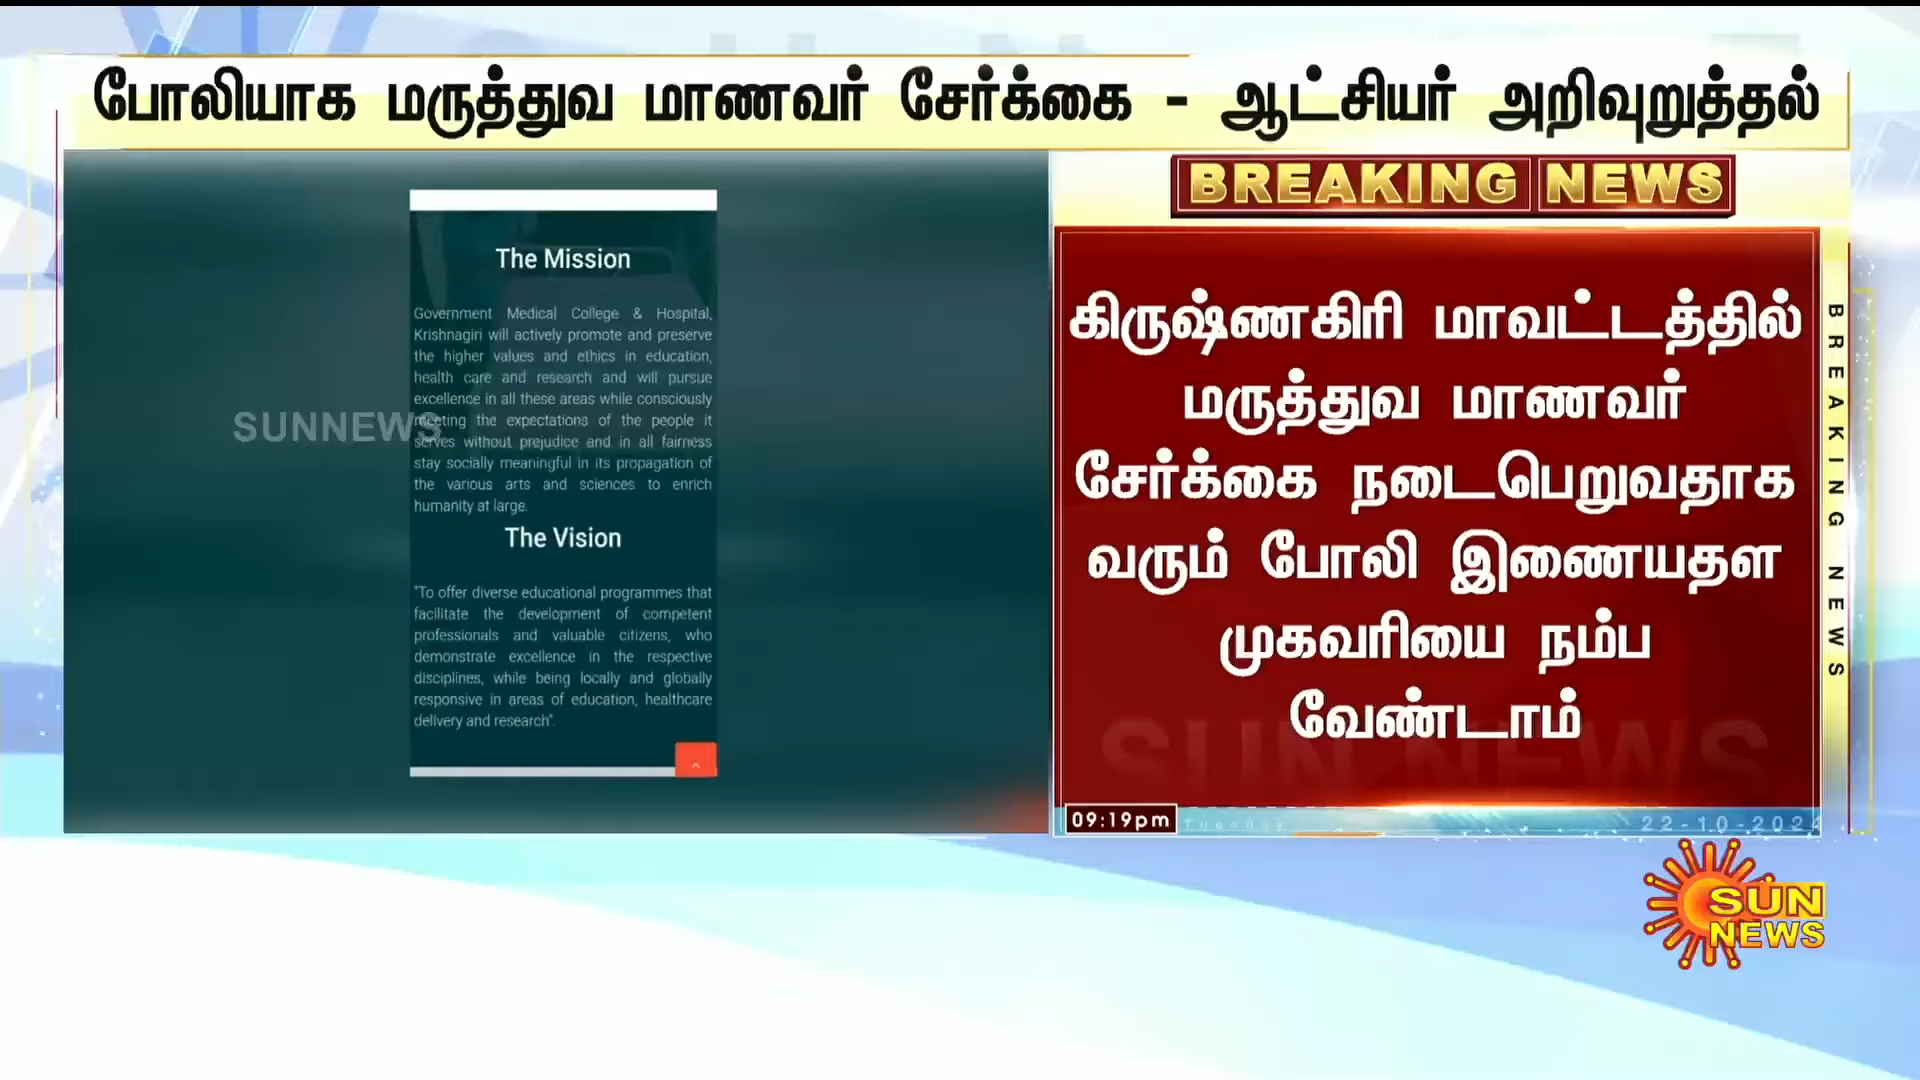 போலியாக மருத்துவ மாணவர் சேர்க்கை - ஆட்சியர் அறிவுறுத்தல்
The Mission
Government Medical College & Hospital,
Krishnagiri will actively promote and preserve
the higher values and ethics in education,
health care and research and will pursue
excellence in all these areas while consciously
meeting the expectations of the people it
serves without prejudice and in all fairness
stay socially meaningful in its propagation of
the various arts and sciences to enrich
humanity at large.
The Vision
"To offer diverse educational programmes that
facilitate the development of competent
professionals and valuable citizens, who
demonstrate excellence in the respective
disciplines, while being locally and globally
responsive in areas of education, healthcare
delivery and research".
SUNNEWS
BREAKING NEWS
கிருஷ்ணகிரி மாவட்டத்தில்
மருத்துவ மாணவர்
சேர்க்கை நடைபெறுவதாக
வரும் போலி இணையதள
முகவரியை நம்ப
வேண்டாம்
SUN NEWS
09:19pm
Tuesday
22-10-2024
BREAKING NEWS
SUN
NEWS